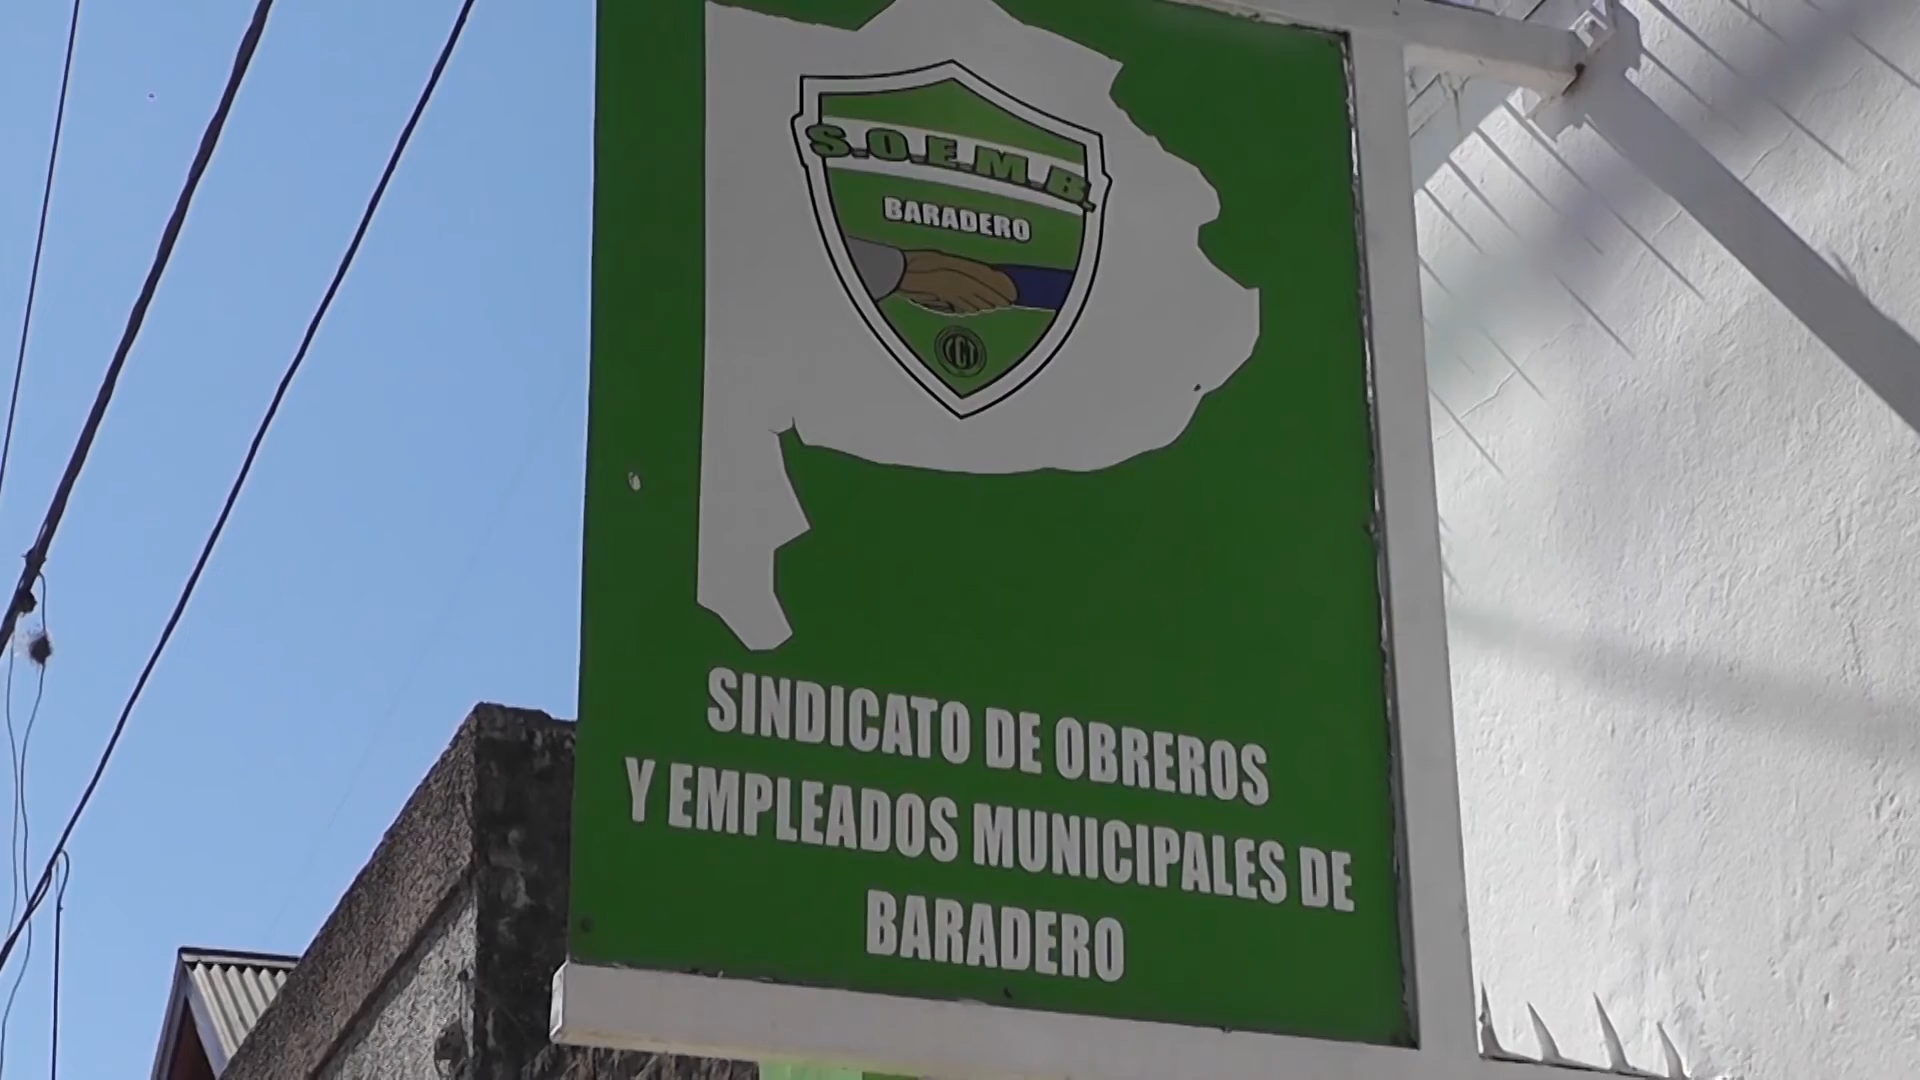 S.O.E.M.B.
BARADERO
SINDICATO DE OBREROS
Y EMPLEADOS MUNICIPALES DE
BARADERO